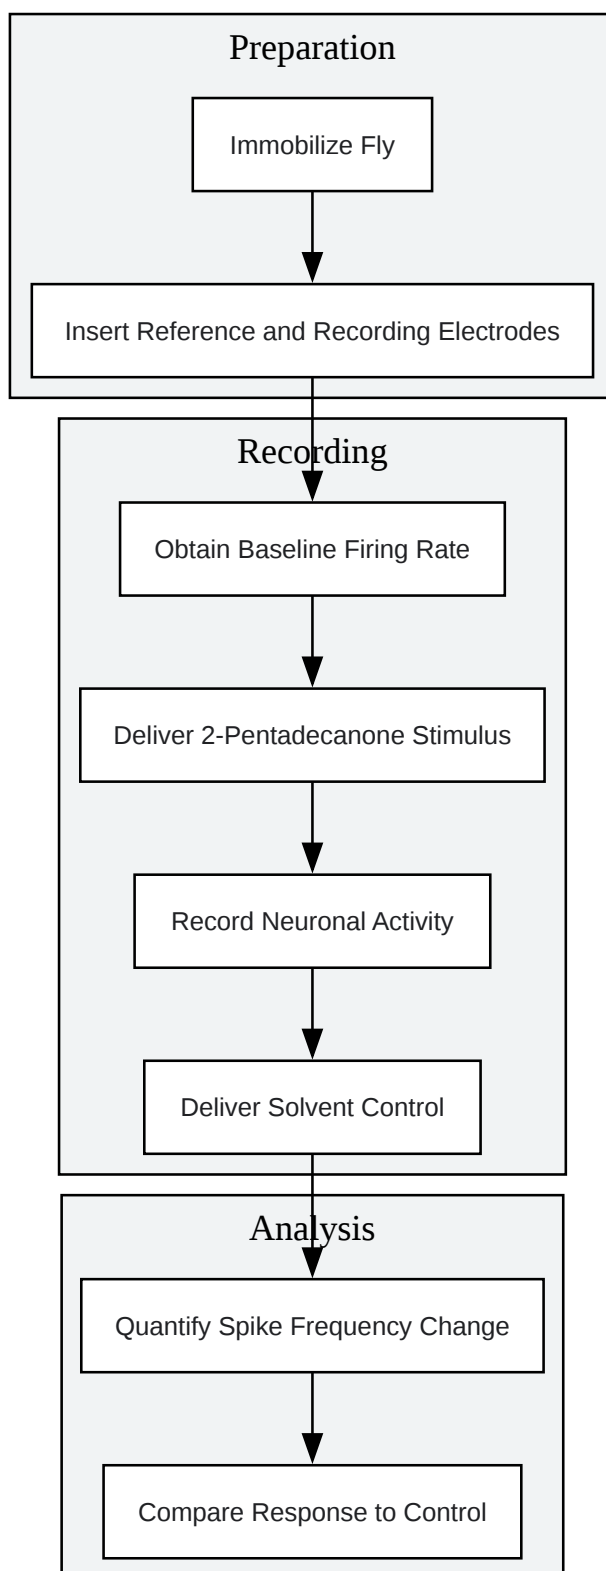 Preparation
Immobilize Fly
Insert Reference and Recording Electrodes
Recording
Obtain Baseline Firing Rate
Deliver 2-Pentadecanone Stimulus
Record Neuronal Activity
Deliver Solvent Control
Analysis
Quantify Spike Frequency Change
Compare Response to Control